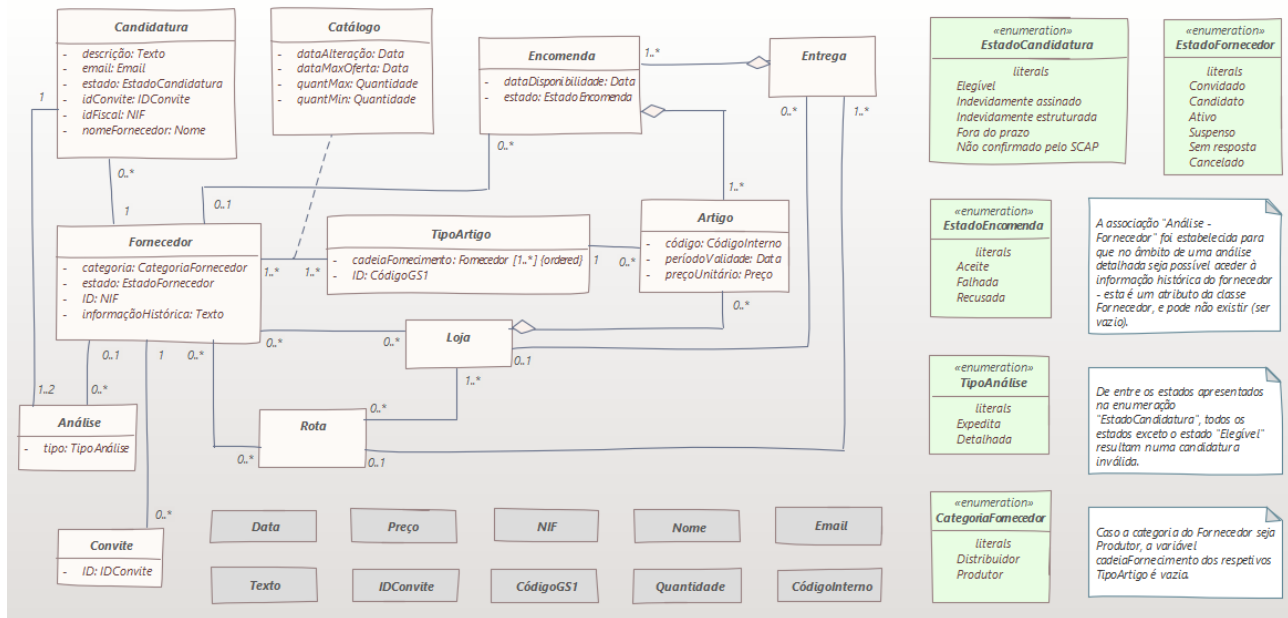 Candidatura
- descrição: Texto
- email: Email
- estado: EstadoCandidatura
- idConvite: IDConvite
- idFiscal: NIF
- nomeFornecedor: Nome
Catálogo
- dataAlteração: Data
- dataMaxOferta: Data
- quantMax: Quantidade
- quantMin: Quantidade
Encomenda
- dataDisponibilidade: Data
- estado: EstadoEncomenda
1..*
Entrega
1
0..*
0..*
1..*
0..*
0..1
1
1..*
Fornecedor
- categoria: CategoriaFornecedor
- estado: EstadoFornecedor
- ID: NIF
- informaçãoHistórica: Texto
1..*
1..*
TipoArtigo
- cadeiaFornecimento: Fornecedor [1..*] {ordered}
- ID: CódigoGS1
1
0..*
Artigo
- código: CódigoInterno
- períodoValidade: Data
- preçoUnitário: Preço
0..*
0..*
0..*
Loja
0..1
0..1
1
0..*
1..*
1..2
0..*
0..*
Análise
- tipo: TipoAnálise
Rota
0..*
0..1
0..*
Convite
- ID: IDConvite
Data
Preço
NIF
Nome
Email
Texto
IDConvite
CódigoGS1
Quantidade
CódigoInterno
«enumeration»
EstadoCandidatura
literals
Elegível
Indevidamente assinado
Indevidamente estruturada
Fora do prazo
Não confirmado pelo SCAP
«enumeration»
EstadoFornecedor
literals
Convidado
Candidato
Ativo
Suspenso
Sem resposta
Cancelado
«enumeration»
EstadoEncomenda
literals
Aceite
Falhada
Recusada
A associação "Análise -
Fornecedor" foi estabelecida para
que no âmbito de uma análise
detalhada seja possível aceder à
informação histórica do fornecedor
- esta é um atributo da classe
Fornecedor, e pode não existir (ser
vazio).
«enumeration»
TipoAnálise
literals
Expedita
Detalhada
De entre os estados apresentados
na enumeração
"EstadoCandidatura", todos os
estados exceto o estado "Elegível"
resultam numa candidatura
inválida.
«enumeration»
CategoriaFornecedor
literals
Distribuidor
Produtor
Caso a categoria do Fornecedor seja
Produtor, a variável
cadeiaFornecimento dos respetivos
TipoArtigo é vazia.